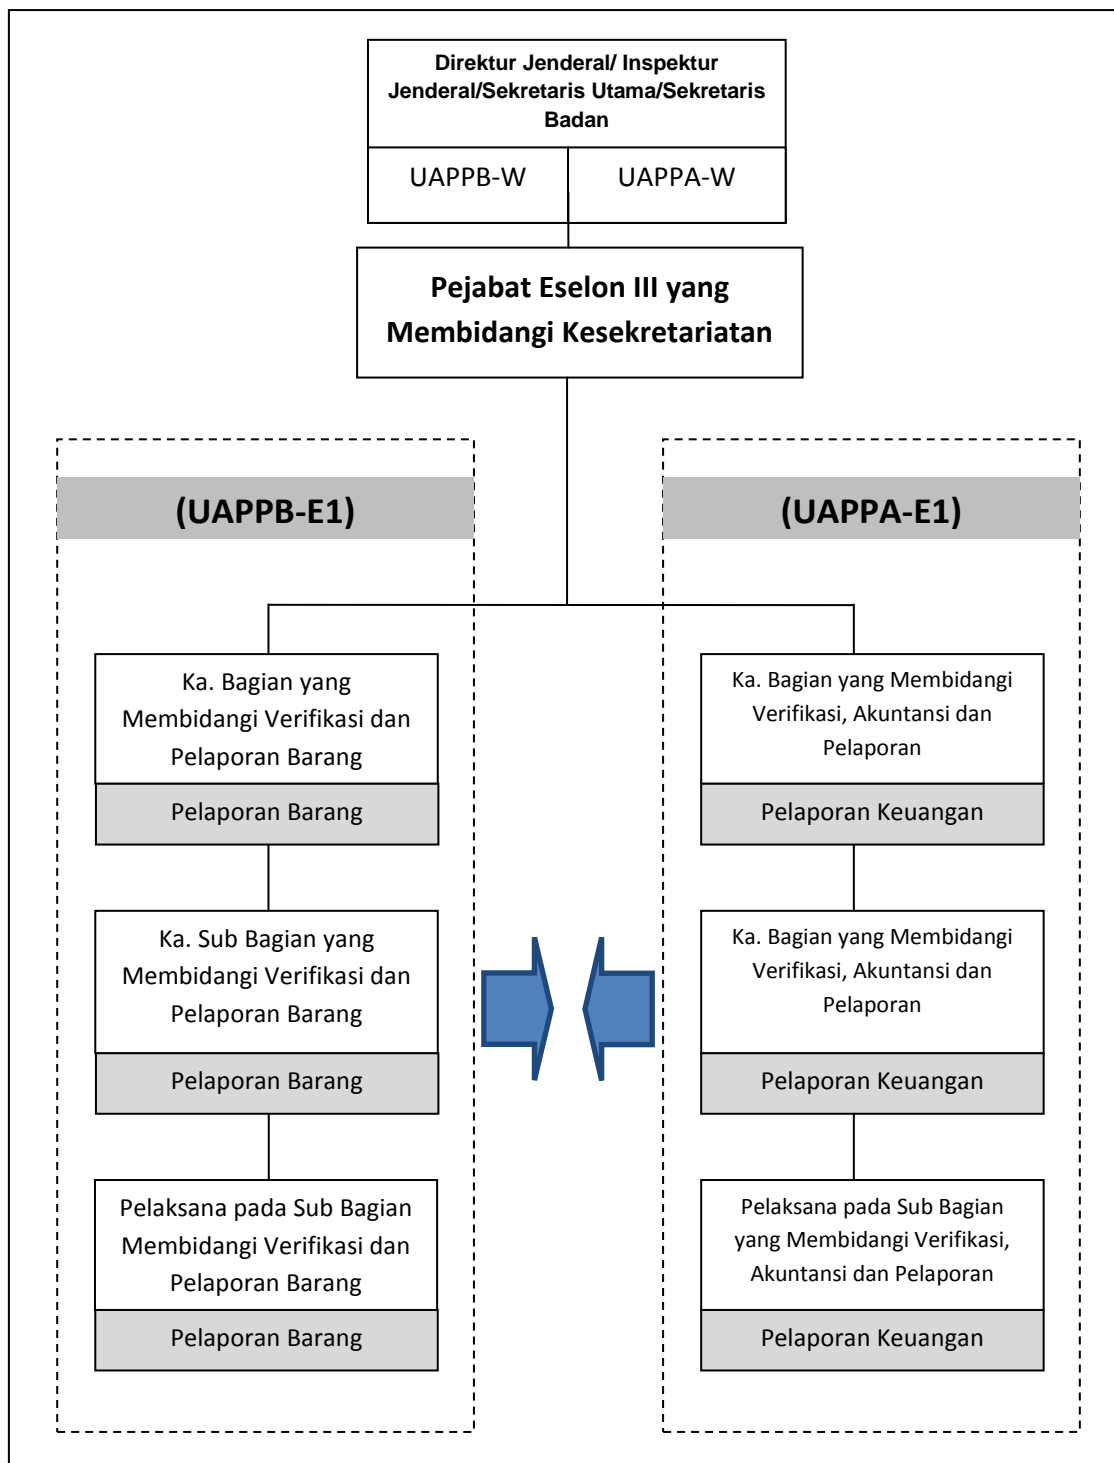 Direktur Jenderal/ Inspektur
Jenderal/Sekretaris Utama/Sekretaris
Badan
UAPPB-W
UAPPA-W
Pejabat Eselon III yang
Membidangi Kesekretariatan
(UAPPB-E1)
(UAPPA-E1)
Ka. Bagian yang
Membidangi Verifikasi dan
Pelaporan Barang
Pelaporan Barang
Ka. Bagian yang Membidangi
Verifikasi, Akuntansi dan
Pelaporan
Pelaporan Keuangan
Ka. Sub Bagian yang
Membidangi Verifikasi dan
Pelaporan Barang
Pelaporan Barang
Ka. Bagian yang Membidangi
Verifikasi, Akuntansi dan
Pelaporan
Pelaporan Keuangan
Pelaksana pada Sub Bagian
Membidangi Verifikasi dan
Pelaporan Barang
Pelaporan Barang
Pelaksana pada Sub Bagian
yang Membidangi Verifikasi,
Akuntansi dan Pelaporan
Pelaporan Keuangan